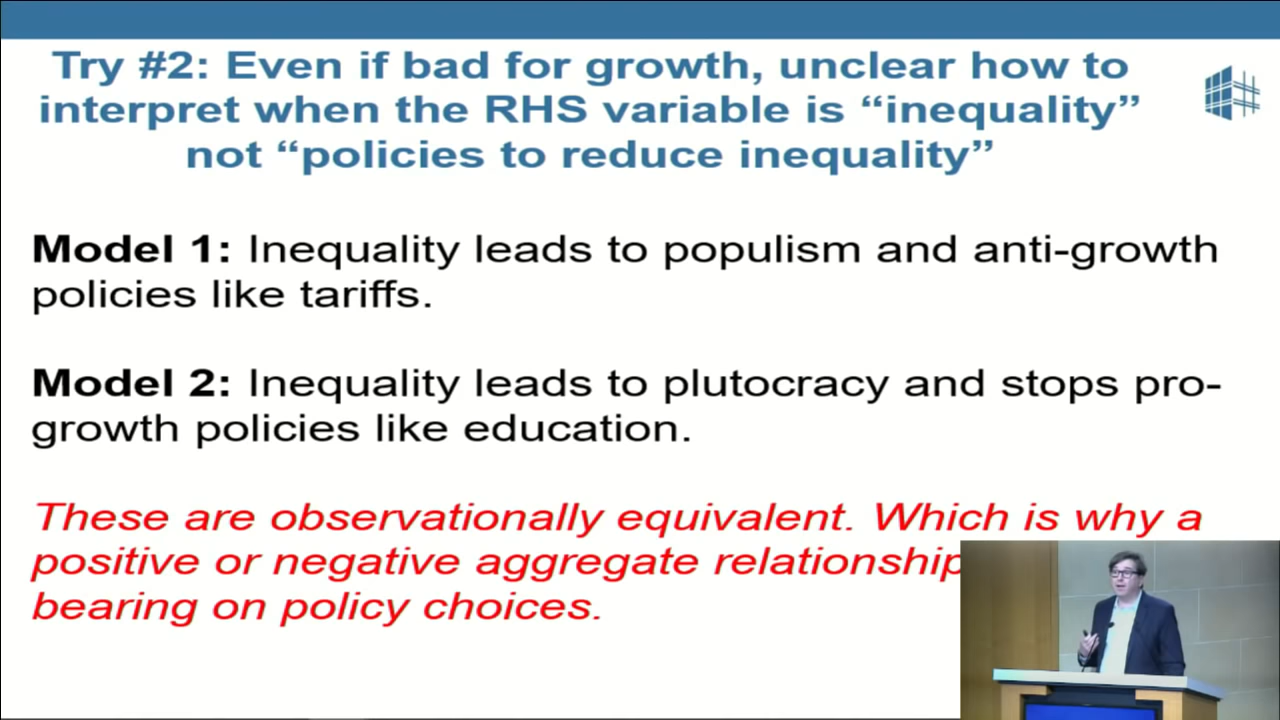 Try #2: Even if bad for growth, unclear how to
interpret when the RHS variable is “inequality”
not “policies to reduce inequality”
Model 1: Inequality leads to populism and anti-growth
policies like tariffs.
Model 2: Inequality leads to plutocracy and stops pro-
growth policies like education.
These are observationally equivalent. Which is why a
positive or negative aggregate relationship
bearing on policy choices.